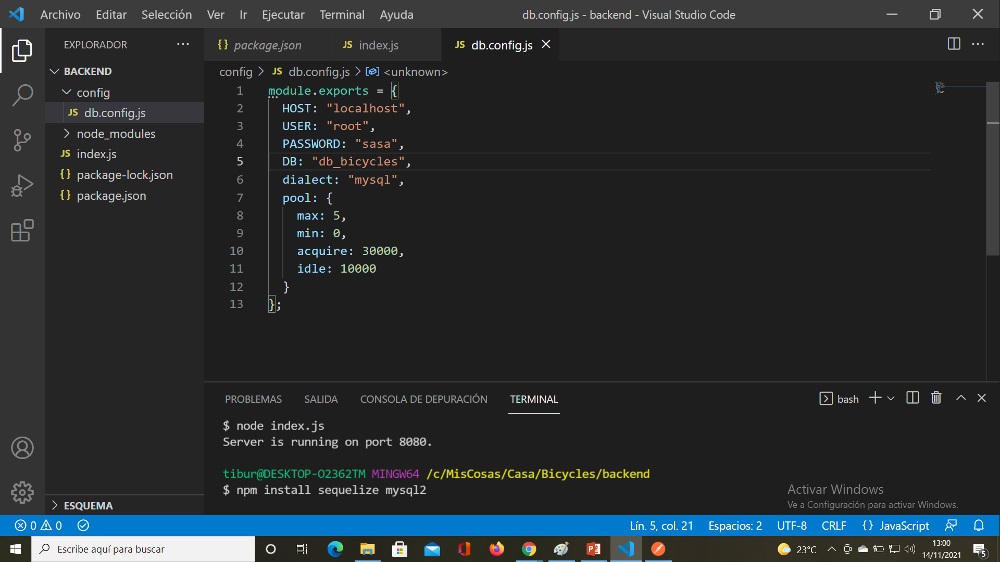 Archivo Editar Selección Ver Ir Ejecutar Terminal Ayuda db.config.js - backend - Visual Studio Code
EXPLORADOR
{} package.json JS index.js JS db.config.js
config > JS db.config.js > <unknown>
BACKEND
config
JS db.config.js
node_modules
JS index.js
{} package-lock.json
{} package.json
ESQUEMA
1 module.exports = {
2 HOST: "localhost",
3 USER: "root",
4 PASSWORD: "sasa",
5 DB: "db_bicycles",
6 dialect: "mysql",
7 pool: {
8 max: 5,
9 min: 0,
10 acquire: 30000,
11 idle: 10000
12 }
13 };
PROBLEMAS SALIDA CONSOLA DE DEPURACIÓN TERMINAL bash
$ node index.js
Server is running on port 8080.
tibur@DESKTOP-O2362TM MINGW64 /c/MisCosas/Casa/Bicycles/backend
$ npm install sequelize mysql2
Activar Windows
Ve a Configuración para activar Windows.
0 0 Lín. 5, col. 21 Espacios: 2 UTF-8 CRLF {} JavaScript
Escribe aquí para buscar 23°C 13:00
14/11/2021 5